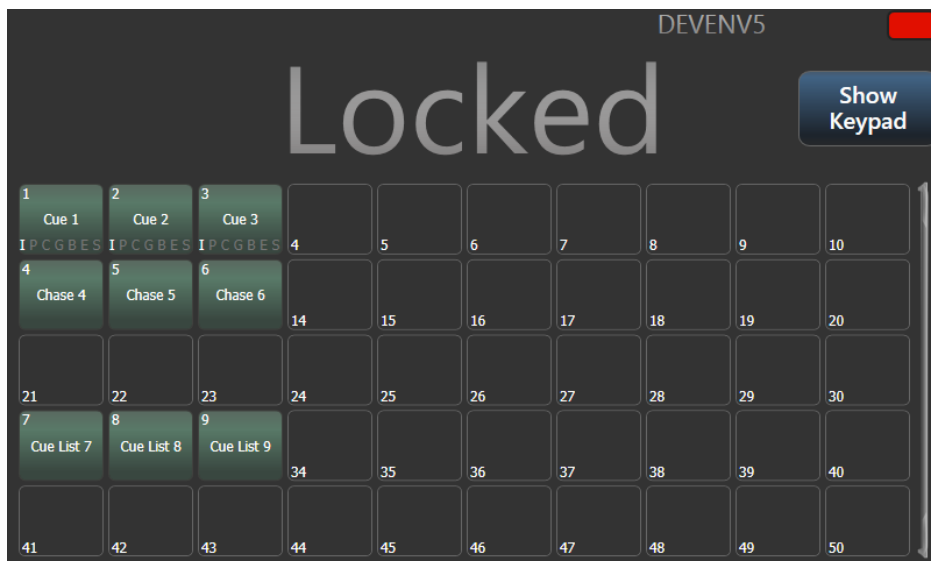 DEVENV5
Locked
Show
Keypad
1 2 3
Cue 1 Cue 2 Cue 3
I P C G B E S I P C G B E S I P C G B E S 4 5 6 7 8 9 10
4 5 6
Chase 4 Chase 5 Chase 6
14 15 16 17 18 19 20
21 22 23 24 25 26 27 28 29 30
7 8 9
Cue List 7 Cue List 8 Cue List 9
34 35 36 37 38 39 40
41 42 43 44 45 46 47 48 49 50